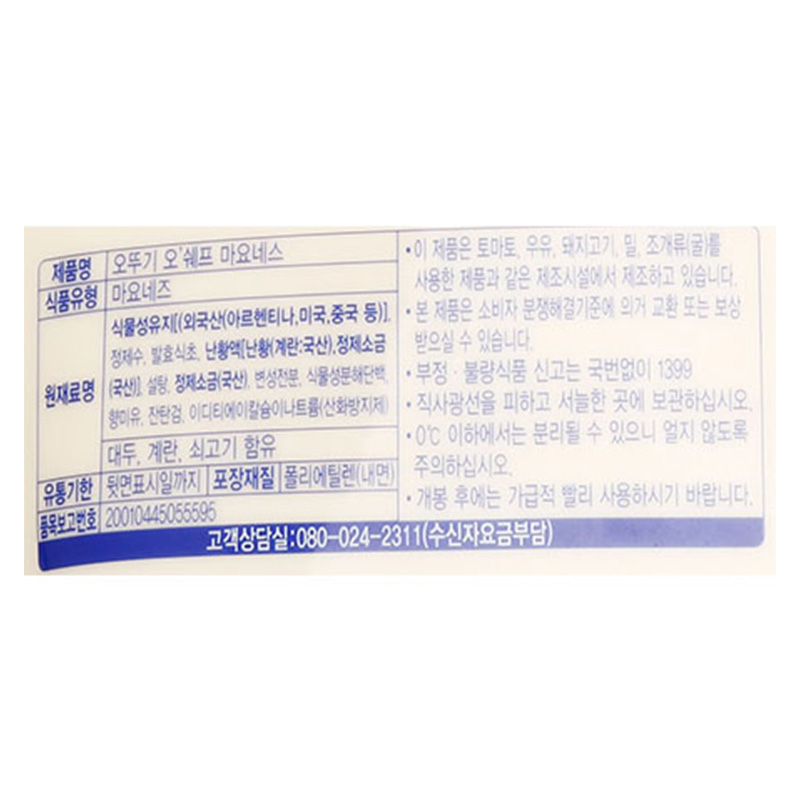 제품명 오뚜기 오'쉐프 마요네스
식품유형 마요네즈
원재료명 식물성유지[(외국산(아르헨티나,미국,중국 등)],
정제수, 발효식초, 난황액[난황(계란:국산),정제소금
(국산)], 설탕, 정제소금(국산), 변성전분, 식물성분해단백,
향미유, 잔탄검, 이디티에이칼슘이나트륨(산화방지제)
대두, 계란, 쇠고기 함유
유통기한 뒷면표시일까지 포장재질 폴리에틸렌(내면)
품목보고번호 20010445055595
• 이 제품은 토마토, 우유, 돼지고기, 밀, 조개류(굴)를
사용한 제품과 같은 제조시설에서 제조하고 있습니다.
• 본 제품은 소비자 분쟁해결기준에 의거 교환 또는 보상
받으실 수 있습니다.
• 부정·불량식품 신고는 국번없이 1399
• 직사광선을 피하고 서늘한 곳에 보관하십시오.
• 0℃ 이하에서는 분리될 수 있으니 얼지 않도록
주의하십시오.
• 개봉 후에는 가급적 빨리 사용하시기 바랍니다.
고객상담실:080-024-2311(수신자요금부담)